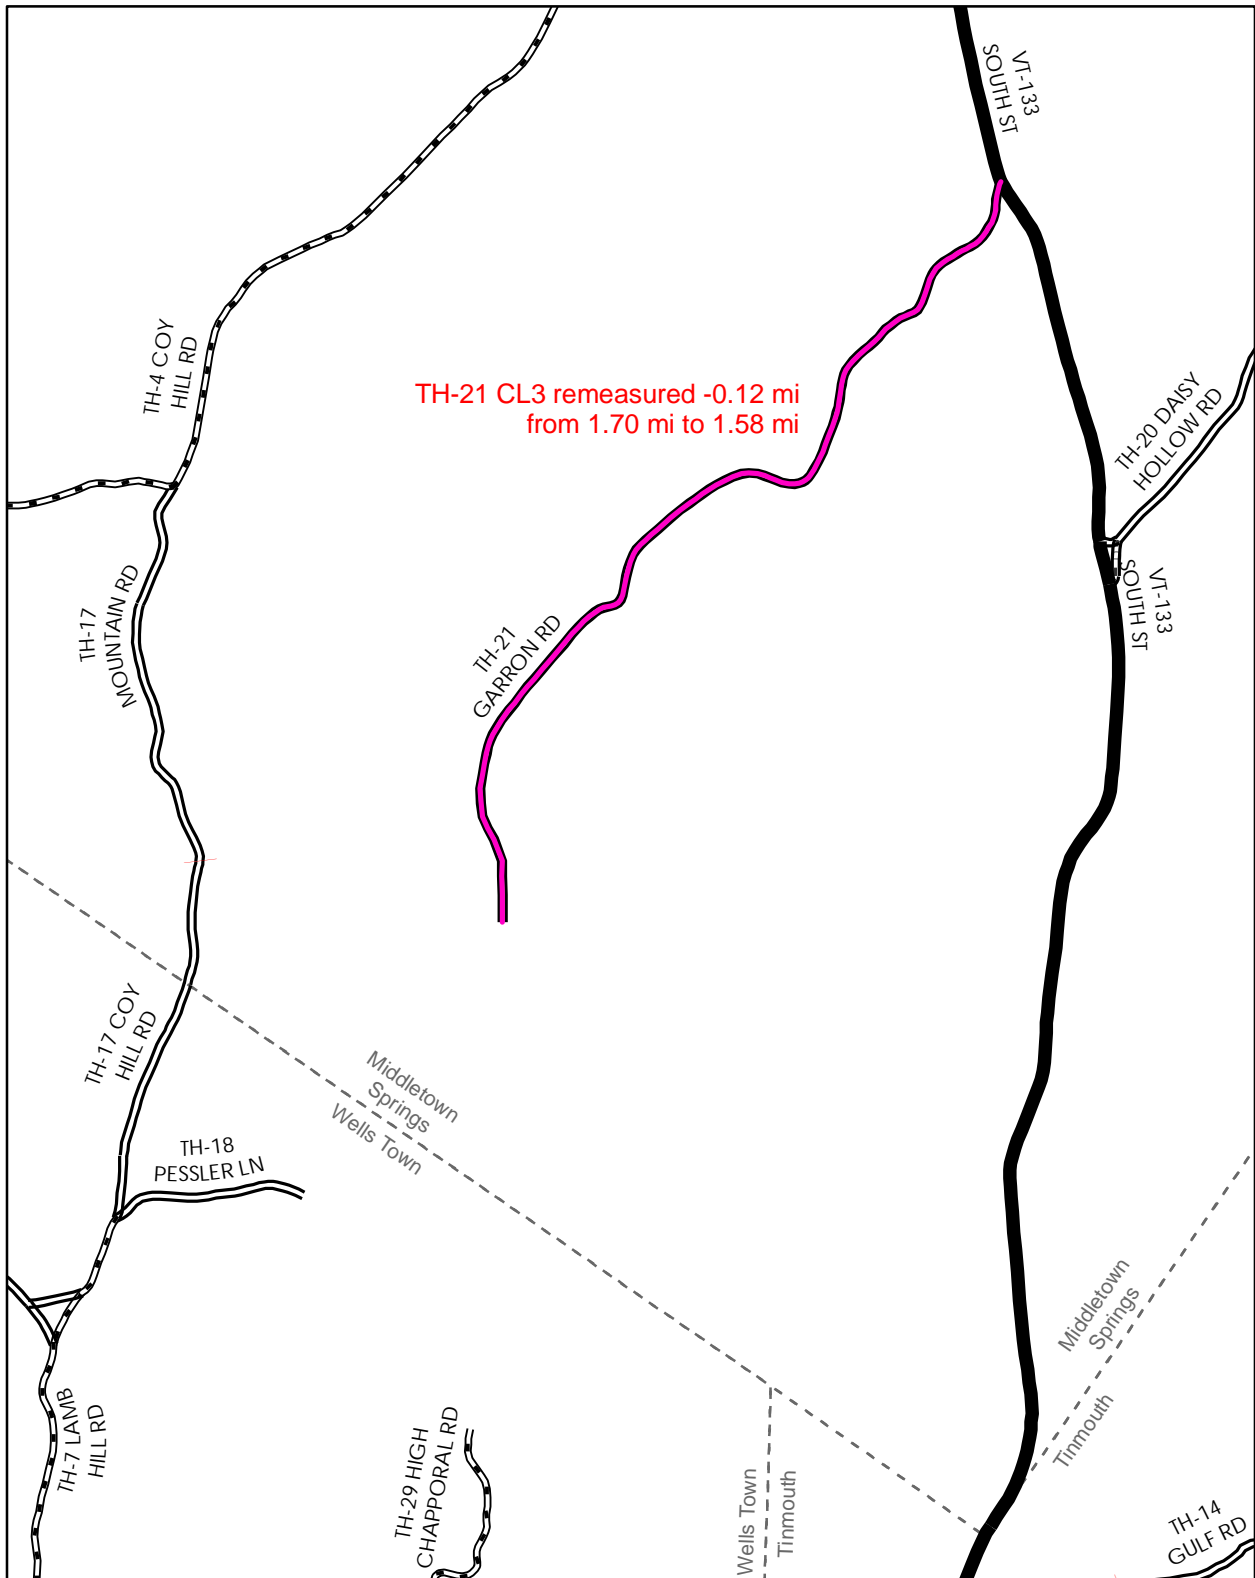 VT-133
SOUTH ST
TH-4 COY
HILL RD
TH-21 CL3 remeasured -0.12 mi
from 1.70 mi to 1.58 mi
TH-20 DAISY
HOLLOW RD
TH-17
MOUNTAIN RD
VT-133
SOUTH ST
TH-21
GARRON RD
TH-17 COY
HILL RD
Middletown
Springs
Wells Town
TH-18
PESSLER LN
Middletown
Springs
Tinmouth
TH-7 LAMB
HILL RD
TH-29 HIGH
CHAPPORAL RD
Wells Town
Tinmouth
TH-14
GULF RD